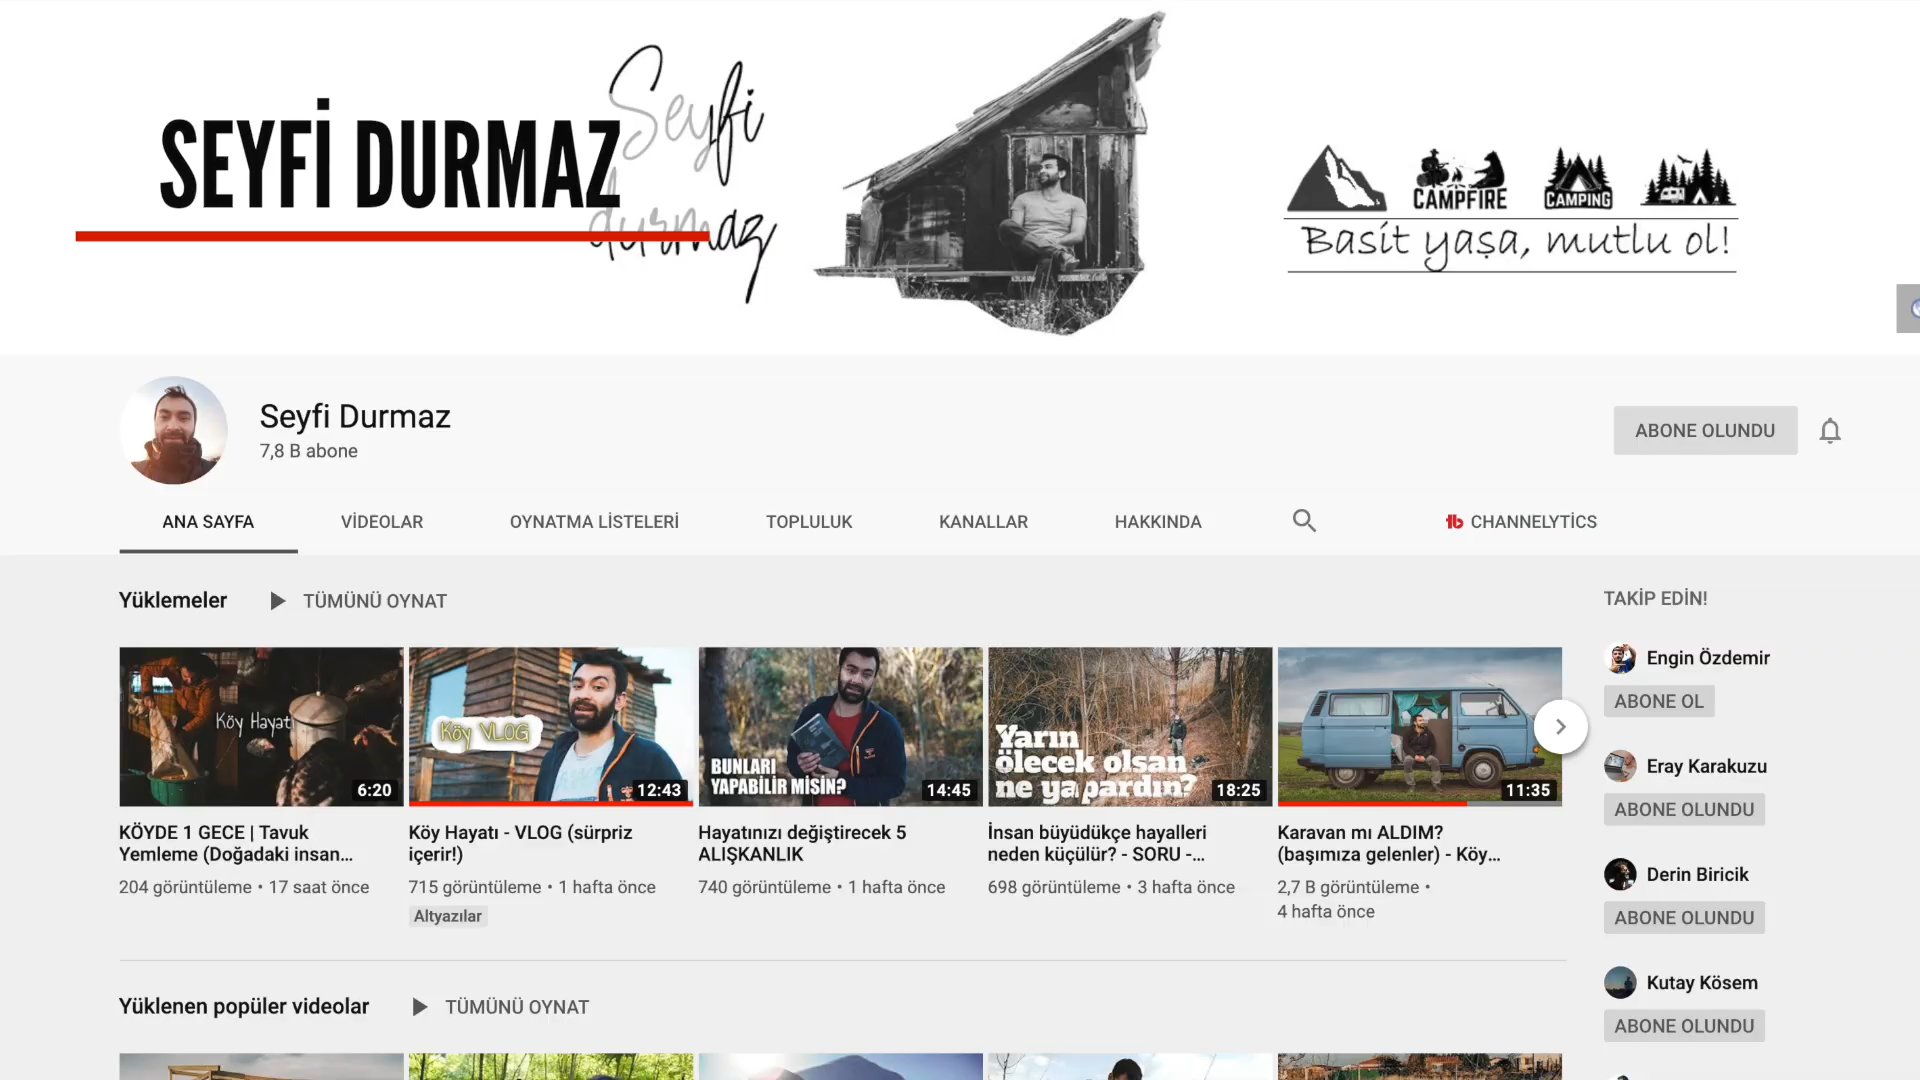 SEYFİ DURMAZ
Seyfi
durmaz
CAMPFIRE
CAMPING
Basit yaşa, mutlu ol!
Seyfi Durmaz
7,8 B abone
ABONE OLUNDU
ANA SAYFA
VİDEOLAR
OYNATMA LİSTELERİ
TOPLULUK
KANALLAR
HAKKINDA
CHANNELYTİCS
Yüklemeler
TÜMÜNÜ OYNAT
Köy Hayatı
6:20
KÖYDE 1 GECE | Tavuk
Yemleme (Doğadaki insan...
204 görüntüleme • 17 saat önce
Köy VLOG
12:43
Köy Hayatı - VLOG (sürpriz
içerir!)
715 görüntüleme • 1 hafta önce
Altyazılar
BUNLARI
YAPABİLİR MİSİN?
14:45
Hayatınızı değiştirecek 5
ALIŞKANLIK
740 görüntüleme • 1 hafta önce
Yarın
ölecek olsan
ne yapardın?
18:25
İnsan büyüdükçe hayalleri
neden küçülür? - SORU -...
698 görüntüleme • 3 hafta önce
11:35
Karavan mı ALDIM?
(başımıza gelenler) - Köy...
2,7 B görüntüleme •
4 hafta önce
TAKİP EDİN!
Engin Özdemir
ABONE OL
Eray Karakuzu
ABONE OLUNDU
Derin Biricik
ABONE OLUNDU
Kutay Kösem
ABONE OLUNDU
Yüklenen popüler videolar
TÜMÜNÜ OYNAT